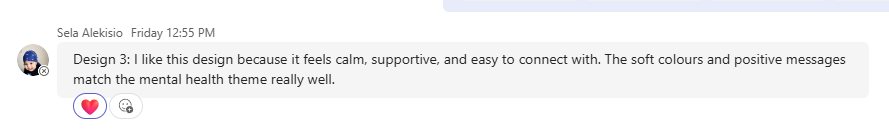 Sela Alekisio Friday 12:55 PM
Design 3: I like this design because it feels calm, supportive, and easy to connect with. The soft colours and positive messages
match the mental health theme really well.